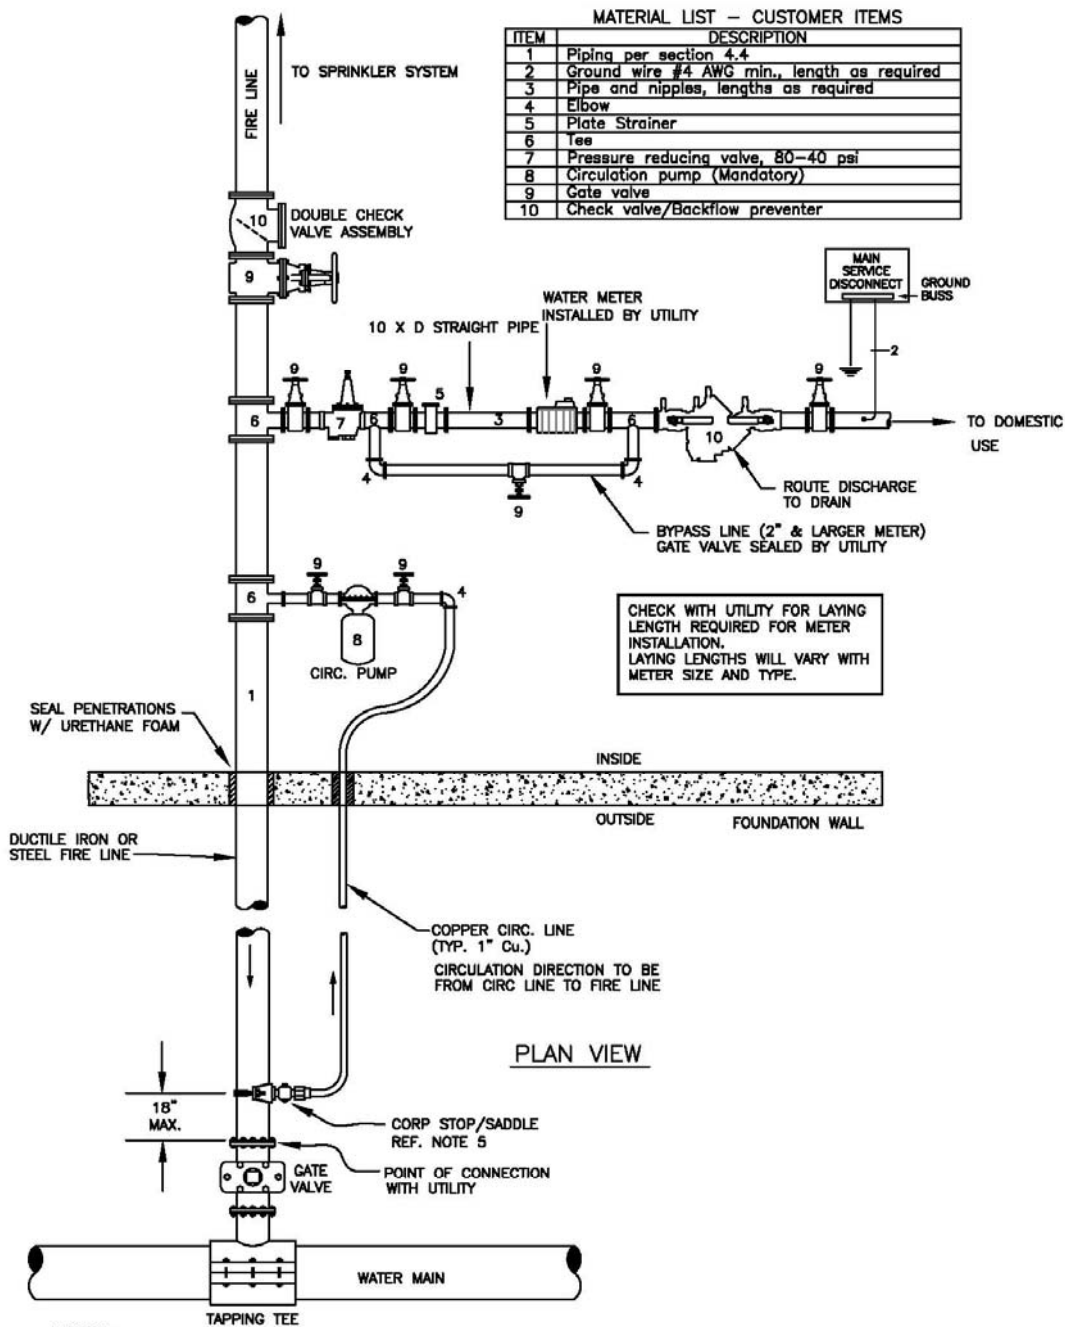 MATERIAL LIST – CUSTOMER ITEMS
ITEM DESCRIPTION
1 Piping per section 4.4
2 Ground wire #4 AWG min., length as required
3 Pipe and nipples, lengths as required
4 Elbow
5 Plate Strainer
6 Tee
7 Pressure reducing valve, 80–40 psi
8 Circulation pump (Mandatory)
9 Gate valve
10 Check valve/Backflow preventer
FIRE LINE
TO SPRINKLER SYSTEM
10
DOUBLE CHECK
VALVE ASSEMBLY
9
MAIN
SERVICE
DISCONNECT
GROUND
BUSS
2
WATER METER
INSTALLED BY UTILITY
10 X D STRAIGHT PIPE
9
9
5
9
9
6
7
6
3
6
10
TO DOMESTIC
USE
4
4
9
ROUTE DISCHARGE
TO DRAIN
BYPASS LINE (2" & LARGER METER)
GATE VALVE SEALED BY UTILITY
9
9
4
6
8
CIRC. PUMP
CHECK WITH UTILITY FOR LAYING
LENGTH REQUIRED FOR METER
INSTALLATION.
LAYING LENGTHS WILL VARY WITH
METER SIZE AND TYPE.
1
SEAL PENETRATIONS
W/ URETHANE FOAM
INSIDE
OUTSIDE
FOUNDATION WALL
DUCTILE IRON OR
STEEL FIRE LINE
COPPER CIRC. LINE
(TYP. 1" Cu.)
CIRCULATION DIRECTION TO BE
FROM CIRC LINE TO FIRE LINE
PLAN VIEW
18"
MAX.
CORP STOP/SADDLE
REF. NOTE 5
GATE
VALVE
POINT OF CONNECTION
WITH UTILITY
WATER MAIN
TAPPING TEE